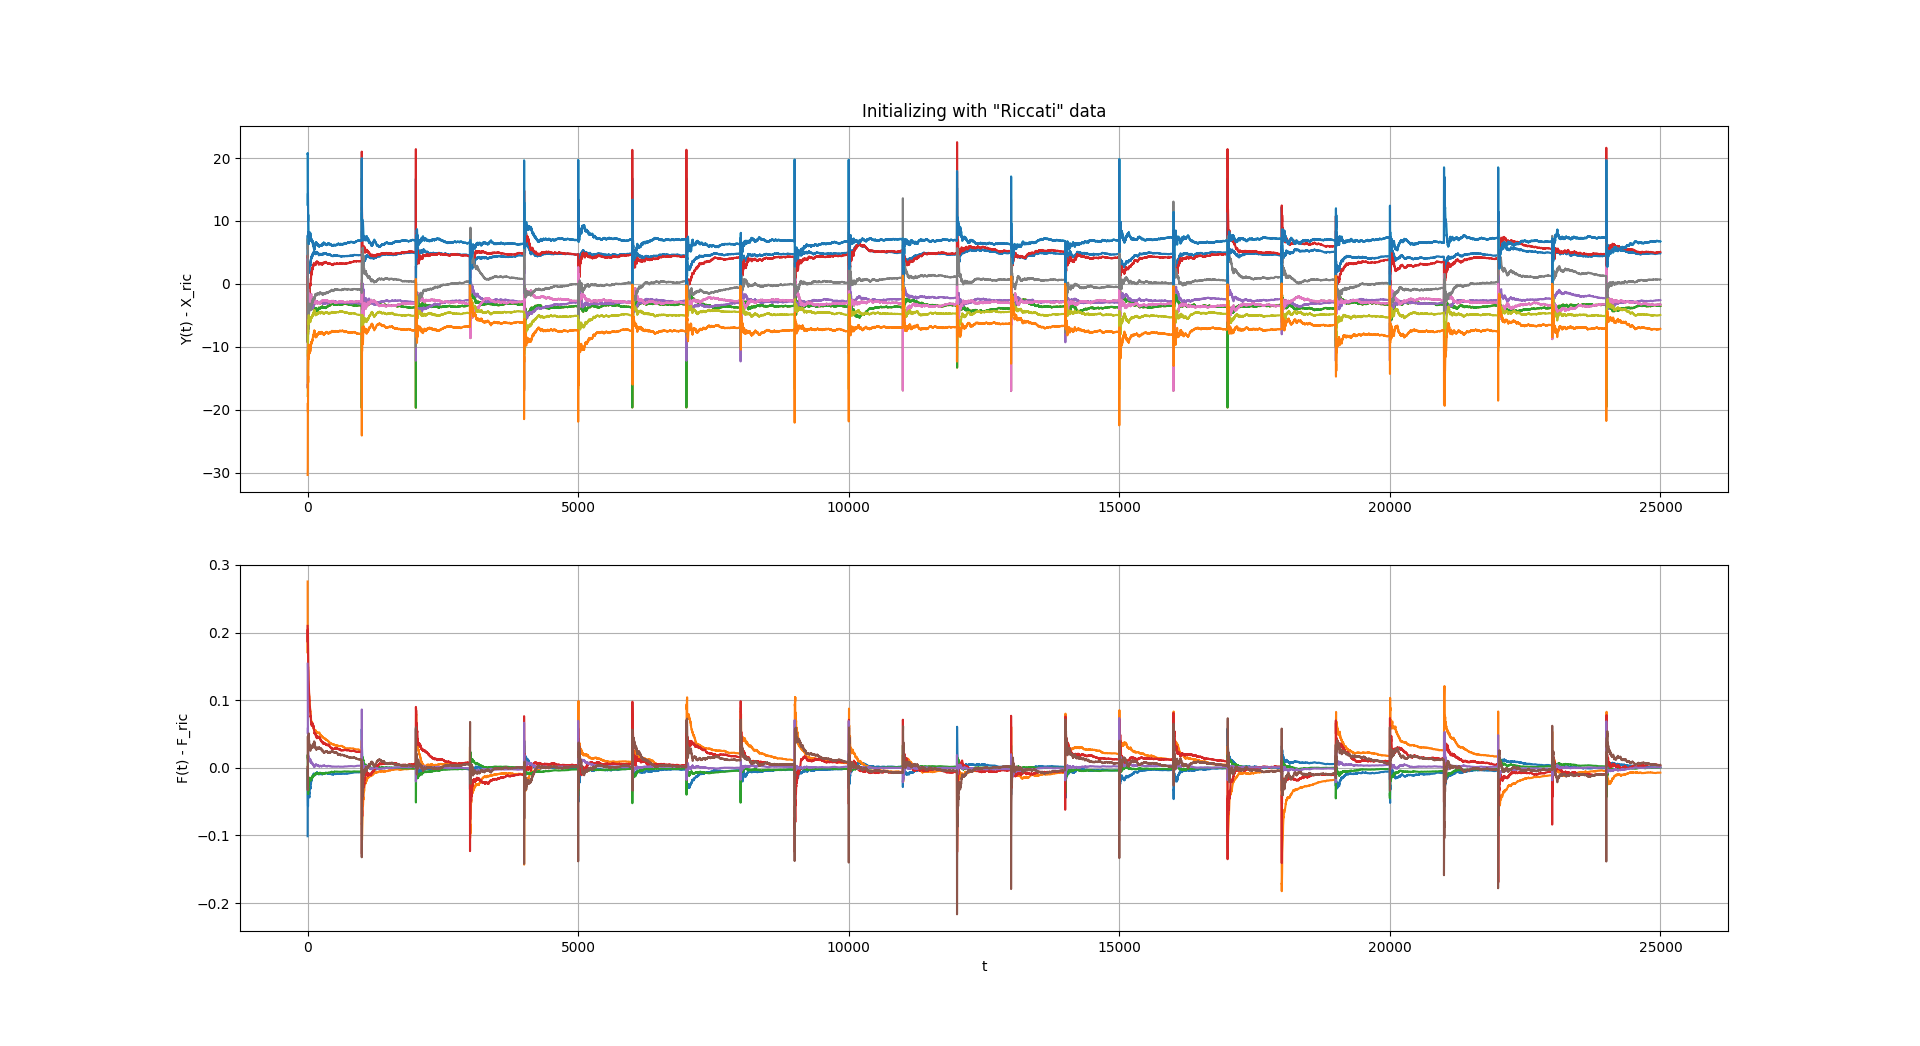 Initializing with "Riccati" data
Y(t) - X_ric
20
10
0
−10
−20
−30
0 5000 10000 15000 20000 25000
F(t) - F_ric
0.3
0.2
0.1
0.0
−0.1
−0.2
0 5000 10000 15000 20000 25000
t